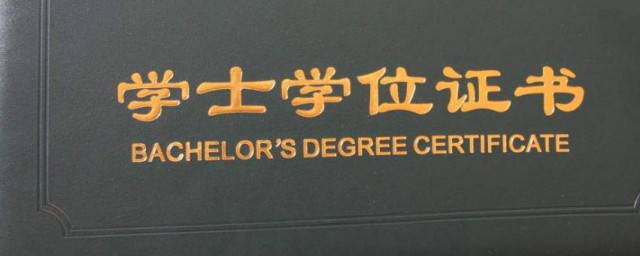 学士学位证书
BACHELOR'S DEGREE CERTIFICATE